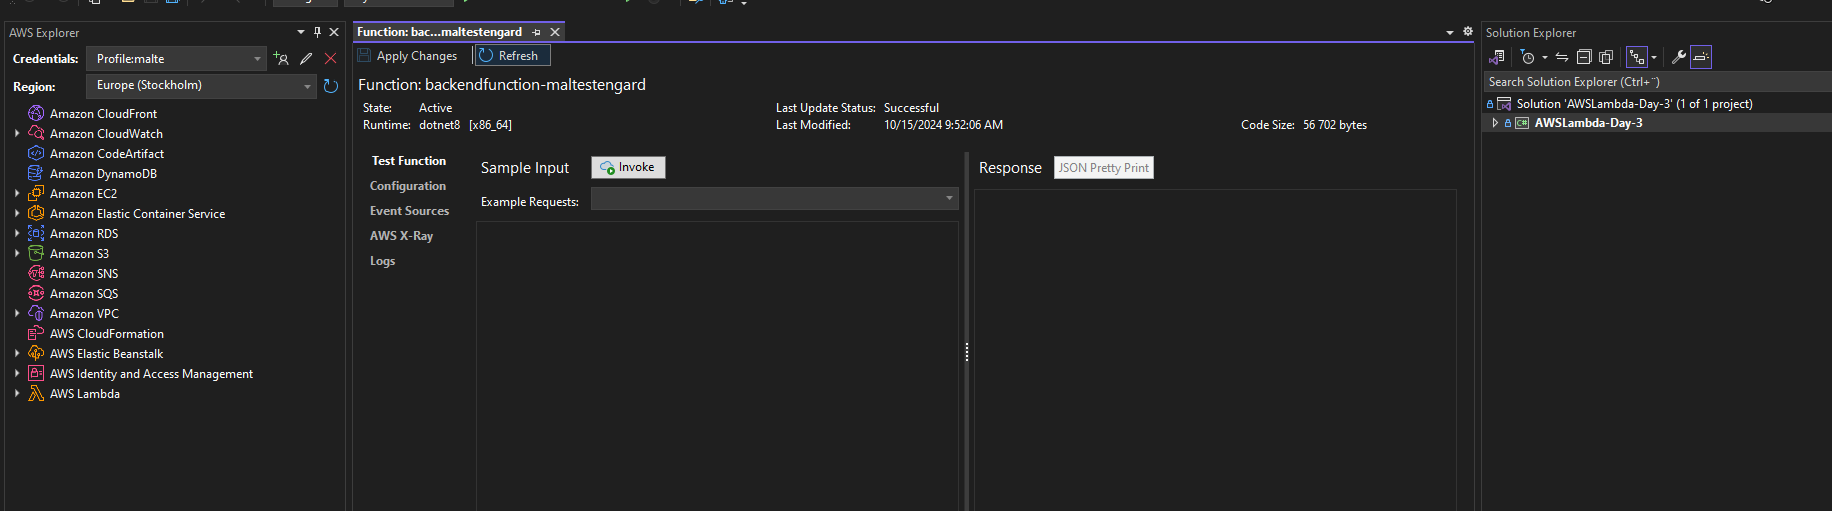 AWS Explorer
Credentials: Profile:malte
Region: Europe (Stockholm)
Amazon CloudFront
Amazon CloudWatch
Amazon CodeArtifact
Amazon DynamoDB
Amazon EC2
Amazon Elastic Container Service
Amazon RDS
Amazon S3
Amazon SNS
Amazon SQS
Amazon VPC
AWS CloudFormation
AWS Elastic Beanstalk
AWS Identity and Access Management
AWS Lambda
Function: bac...maltestengard
Apply Changes Refresh
Function: backendfunction-maltestengard
State: Active Last Update Status: Successful
Runtime: dotnet8 [x86_64] Last Modified: 10/15/2024 9:52:06 AM Code Size: 56 702 bytes
Test Function
Configuration
Event Sources
AWS X-Ray
Logs
Sample Input Invoke
Example Requests:
Response JSON Pretty Print
Solution Explorer
Search Solution Explorer (Ctrl+¨)
Solution 'AWSLambda-Day-3' (1 of 1 project)
C# AWSLambda-Day-3